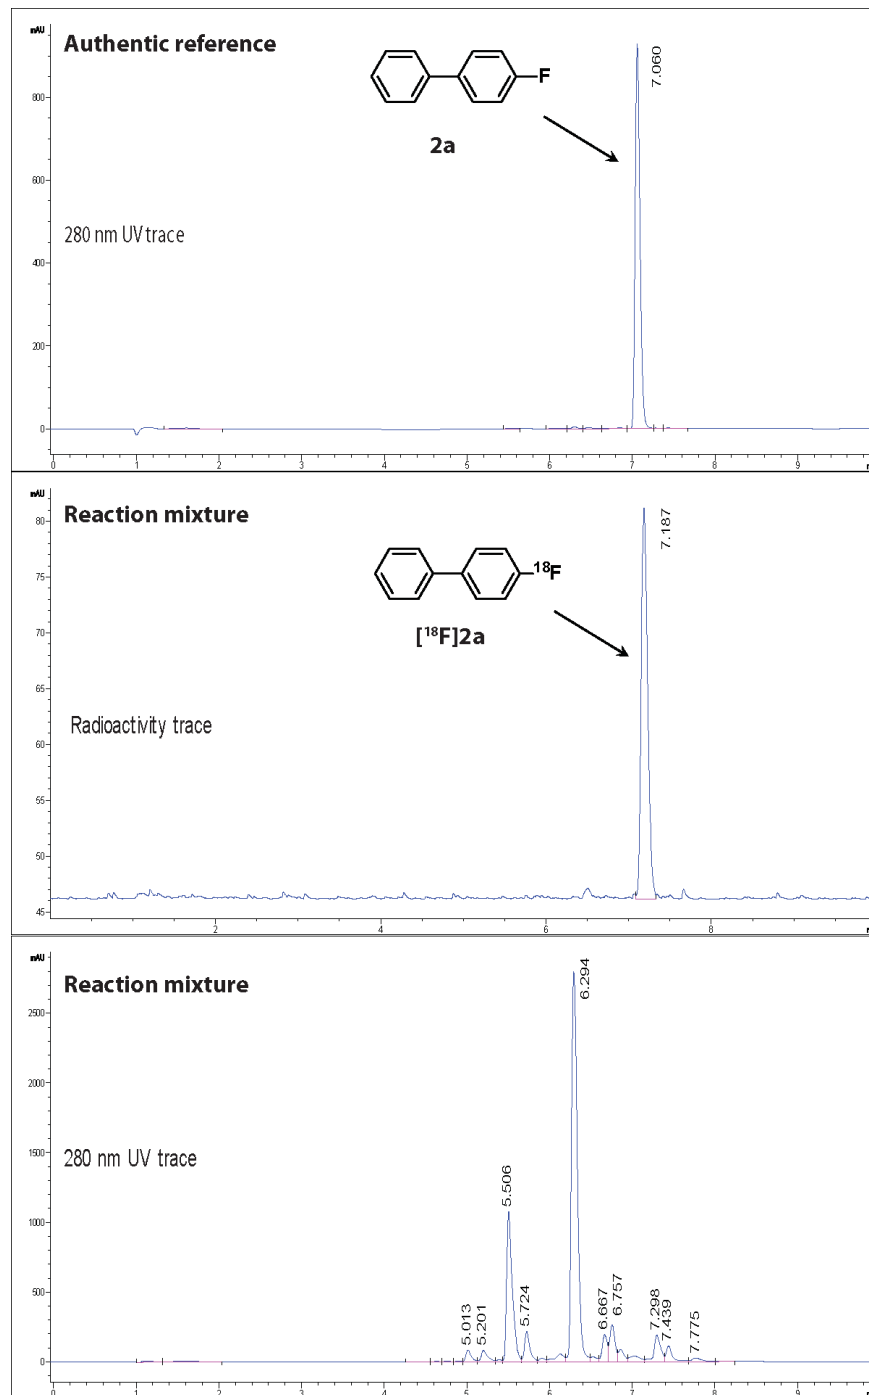 mAU
Authentic reference
7.060
F
2a
800
600
280 nm UV trace
400
200
0
0 1 2 3 4 5 6 7 8 9
mAU
Reaction mixture
7.187
80
18F
75
[18F]2a
70
65
Radioactivity trace
60
55
50
45
2 4 6 8
mAU
Reaction mixture
6.294
2500
2000
1500
280 nm UV trace
5.506
1000
500
5.013
5.201
5.724
6.667
6.757
7.298
7.439
7.775
0
0 1 2 3 4 5 6 7 8